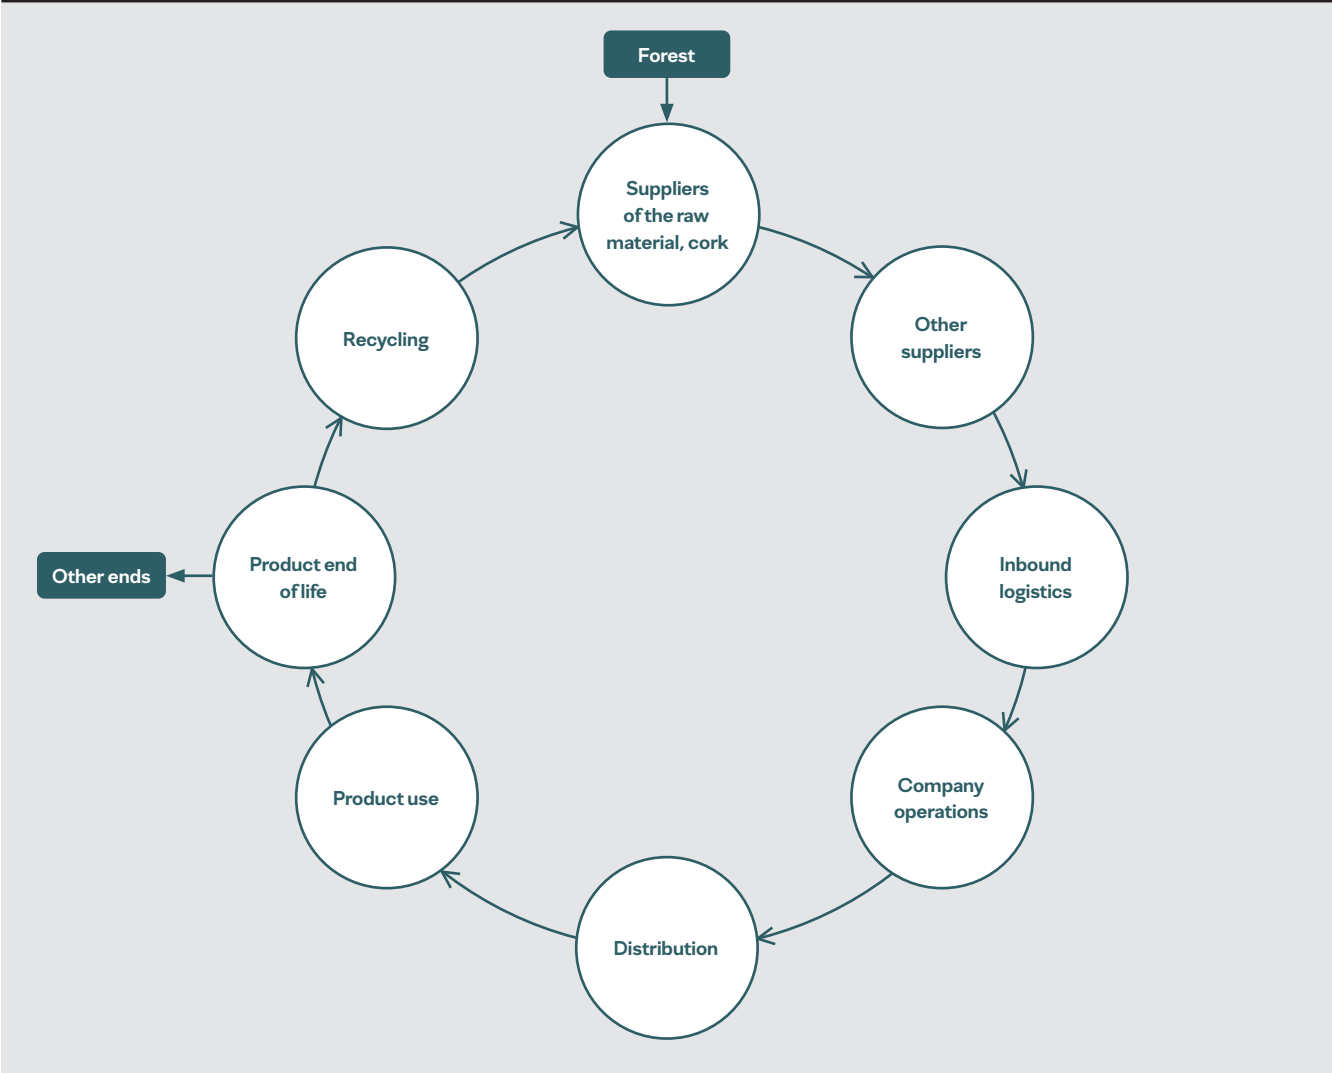 Forest
Suppliers
of the raw
material, cork
Other
suppliers
Inbound
logistics
Company
operations
Distribution
Product use
Product end
of life
Other ends
Recycling